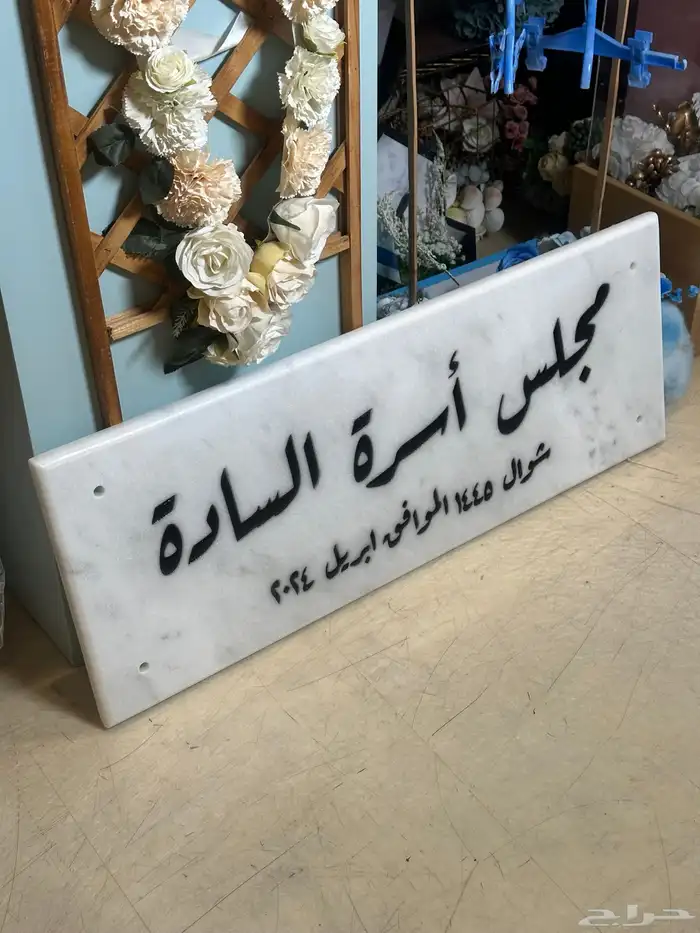 مجلس أسرة السادة
شوال ١٤٤٥ الموافق ابريل ٢٠٢٤
حراج